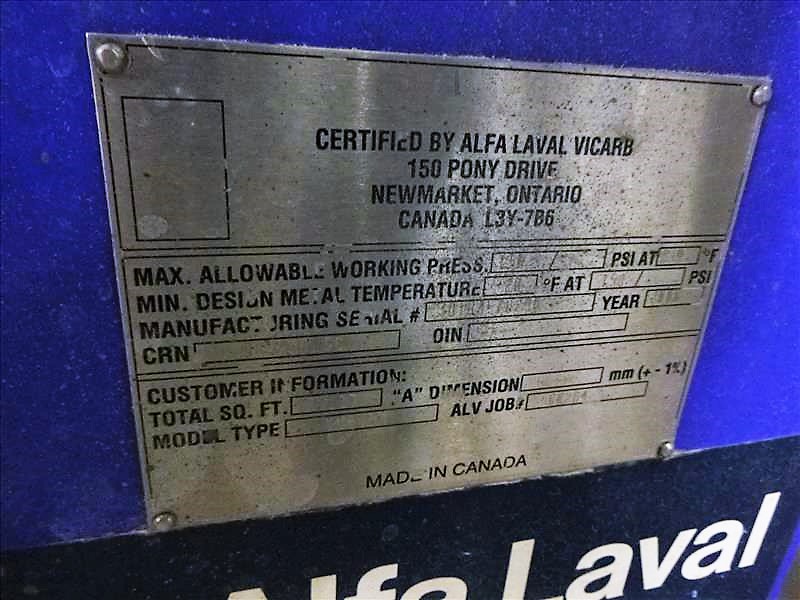 CERTIFIED BY ALFA LAVAL VICARB
150 PONY DRIVE
NEWMARKET, ONTARIO
CANADA L3Y-7B6
MAX. ALLOWABLE WORKING PRESS. PSI AT °F
MIN. DESIGN METAL TEMPERATURE °F AT PSI
MANUFACTURING SERIAL # YEAR
CRN OIN
CUSTOMER INFORMATION:
TOTAL SQ. FT. "A" DIMENSION mm (+ - 1%)
MODEL TYPE ALV JOB#
MADE IN CANADA
Alfa Laval